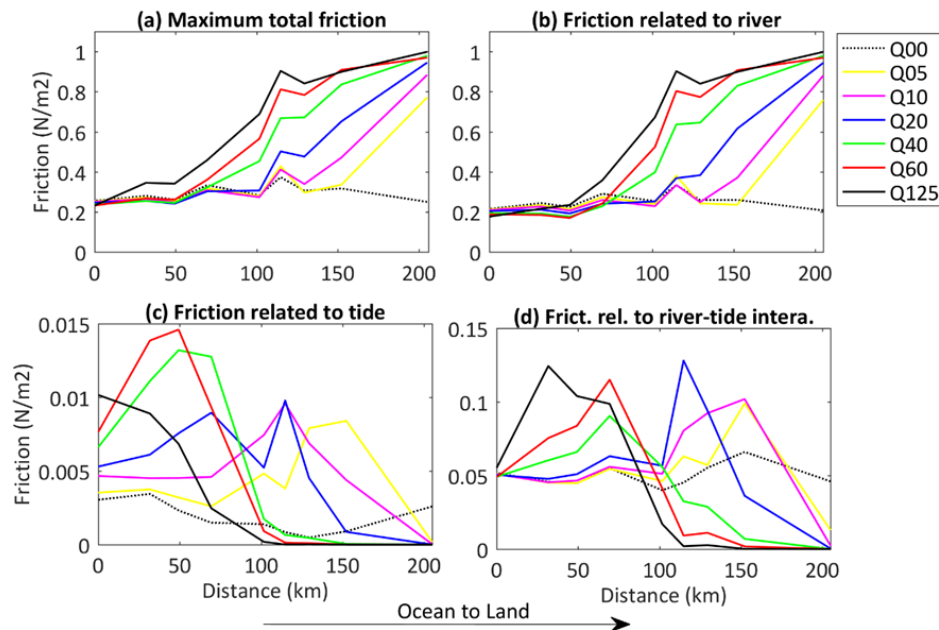 (a) Maximum total friction
(b) Friction related to river
Friction (N/m2)
1
0.8
0.6
0.4
0.2
0
0
50
100
150
200
1
0.8
0.6
0.4
0.2
0
0
50
100
150
200
Q00
Q05
Q10
Q20
Q40
Q60
Q125
(c) Friction related to tide
(d) Frict. rel. to river-tide intera.
Friction (N/m2)
0.015
0.01
0.005
0
0
50
100
150
200
Distance (km)
0.15
0.1
0.05
0
0
50
100
150
200
Distance (km)
Ocean to Land